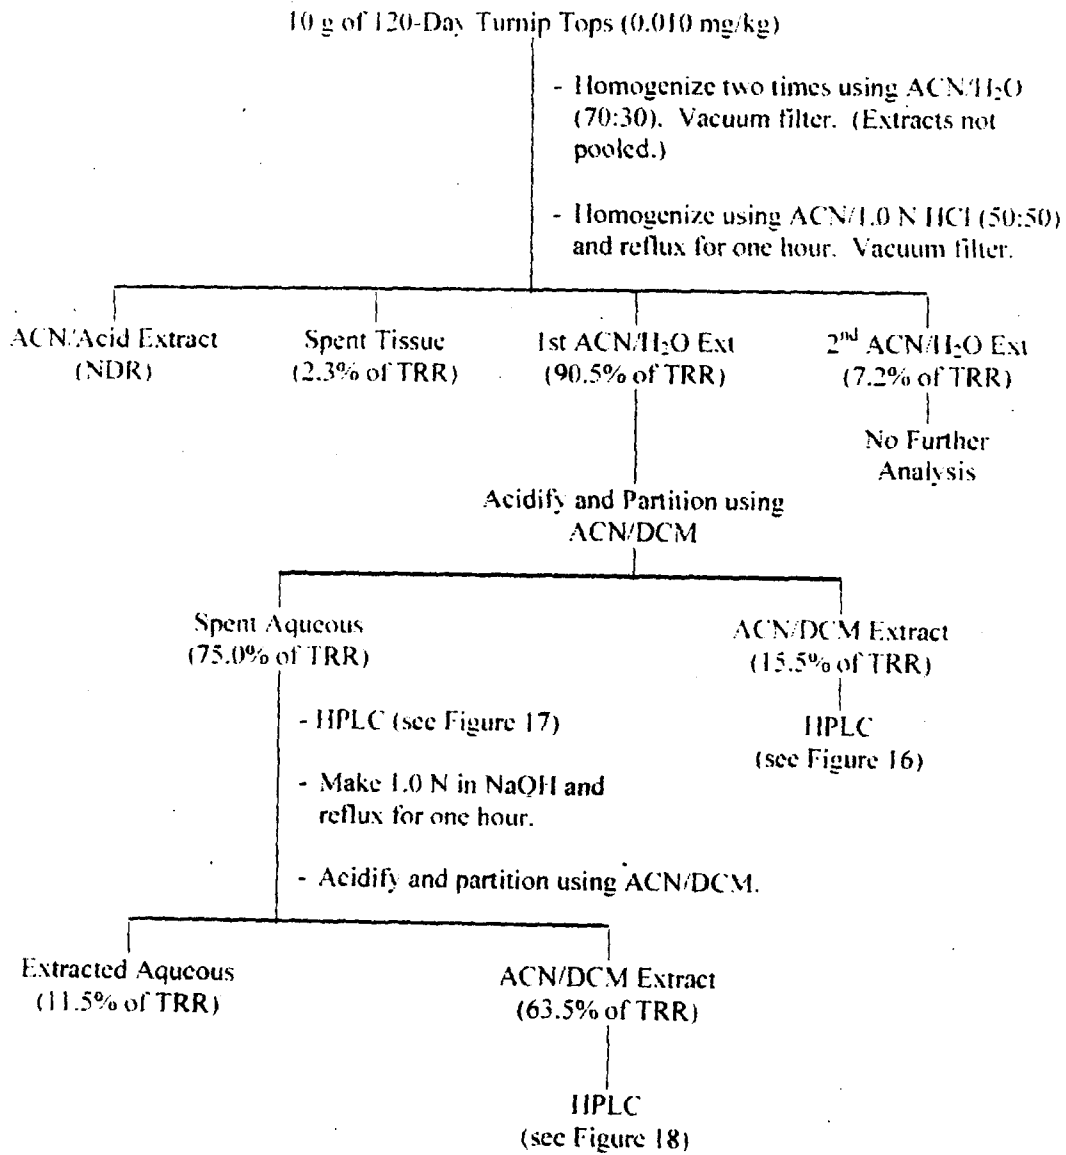 10 g of 120-Day Turnip Tops (0.010 mg/kg)
- Homogenize two times using ACN/H₂O
(70:30). Vacuum filter. (Extracts not
pooled.)
- Homogenize using ACN/1.0 N HCl (50:50)
and reflux for one hour. Vacuum filter.
ACN/Acid Extract
(NDR)
Spent Tissue
(2.3% of TRR)
1st ACN/H₂O Ext
(90.5% of TRR)
2nd ACN/H₂O Ext
(7.2% of TRR)
No Further
Analysis
Acidify and Partition using
ACN/DCM
Spent Aqueous
(75.0% of TRR)
ACN/DCM Extract
(15.5% of TRR)
HPLC
(see Figure 16)
- HPLC (see Figure 17)
- Make 1.0 N in NaOH and
reflux for one hour.
- Acidify and partition using ACN/DCM.
Extracted Aqueous
(11.5% of TRR)
ACN/DCM Extract
(63.5% of TRR)
HPLC
(see Figure 18)